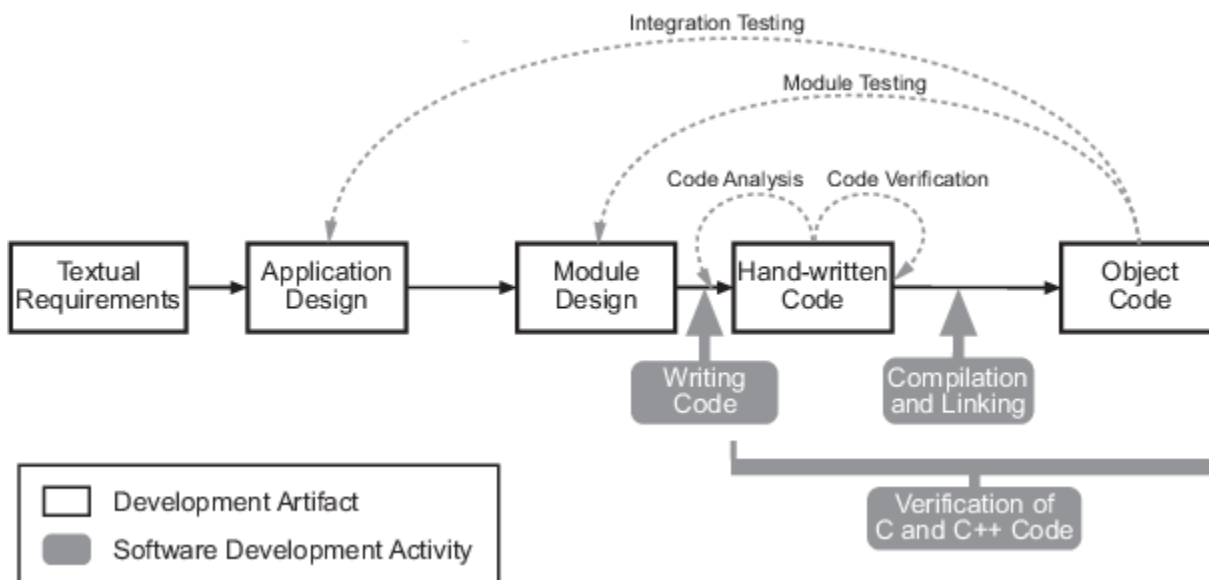 Integration Testing
Module Testing
Code Analysis
Code Verification
Textual
Requirements
Application
Design
Module
Design
Hand-written
Code
Object
Code
Writing
Code
Compilation
and Linking
Verification of
C and C++ Code
Development Artifact
Software Development Activity